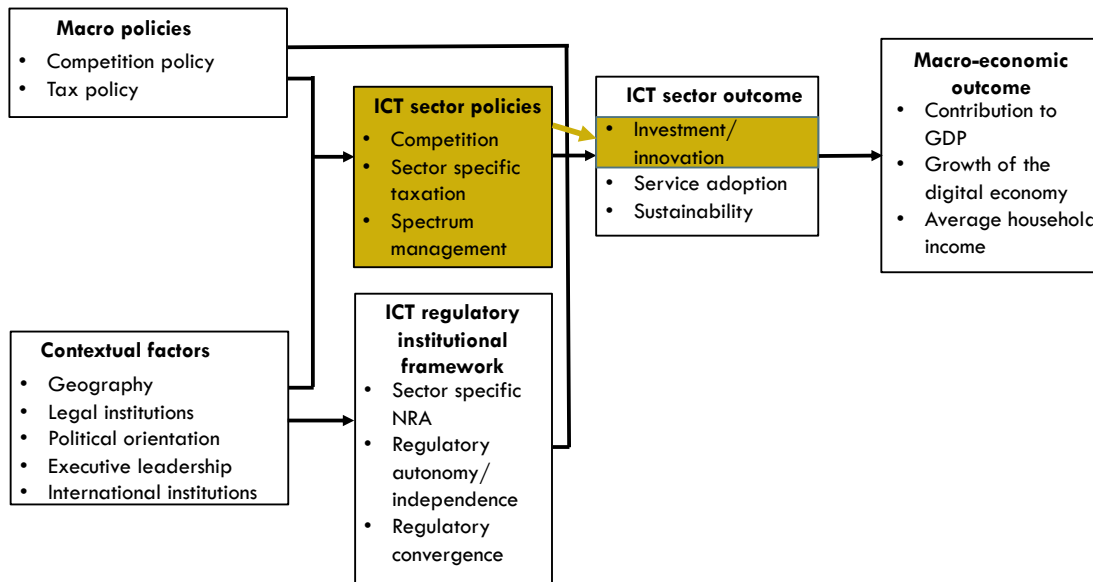 Macro policies
• Competition policy
• Tax policy
ICT sector policies
• Competition
• Sector specific
taxation
• Spectrum
management
ICT sector outcome
• Investment/
innovation
• Service adoption
• Sustainability
Macro-economic
outcome
• Contribution to
GDP
• Growth of the
digital economy
• Average household
income
Contextual factors
• Geography
• Legal institutions
• Political orientation
• Executive leadership
• International institutions
ICT regulatory
institutional
framework
• Sector specific
NRA
• Regulatory
autonomy/
independence
• Regulatory
convergence